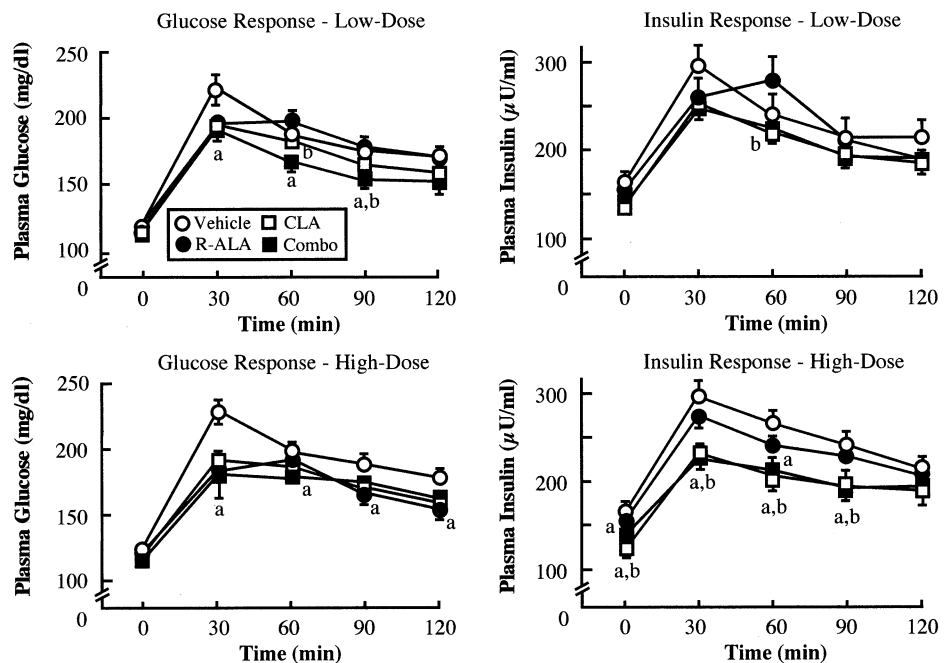 Glucose Response - Low-Dose
Plasma Glucose (mg/dl)
250
200
150
100
0
a
b
a
a,b
Vehicle CLA
R-ALA Combo
0 30 60 90 120
Time (min)
Insulin Response - Low-Dose
Plasma Insulin (μU/ml)
300
200
100
0
b
0 30 60 90 120
Time (min)
Glucose Response - High-Dose
Plasma Glucose (mg/dl)
250
200
150
100
0
a
a
a
a
0 30 60 90 120
Time (min)
Insulin Response - High-Dose
Plasma Insulin (μU/ml)
300
200
100
0
a
a
a,b
a,b
a,b
a,b
0 30 60 90 120
Time (min)